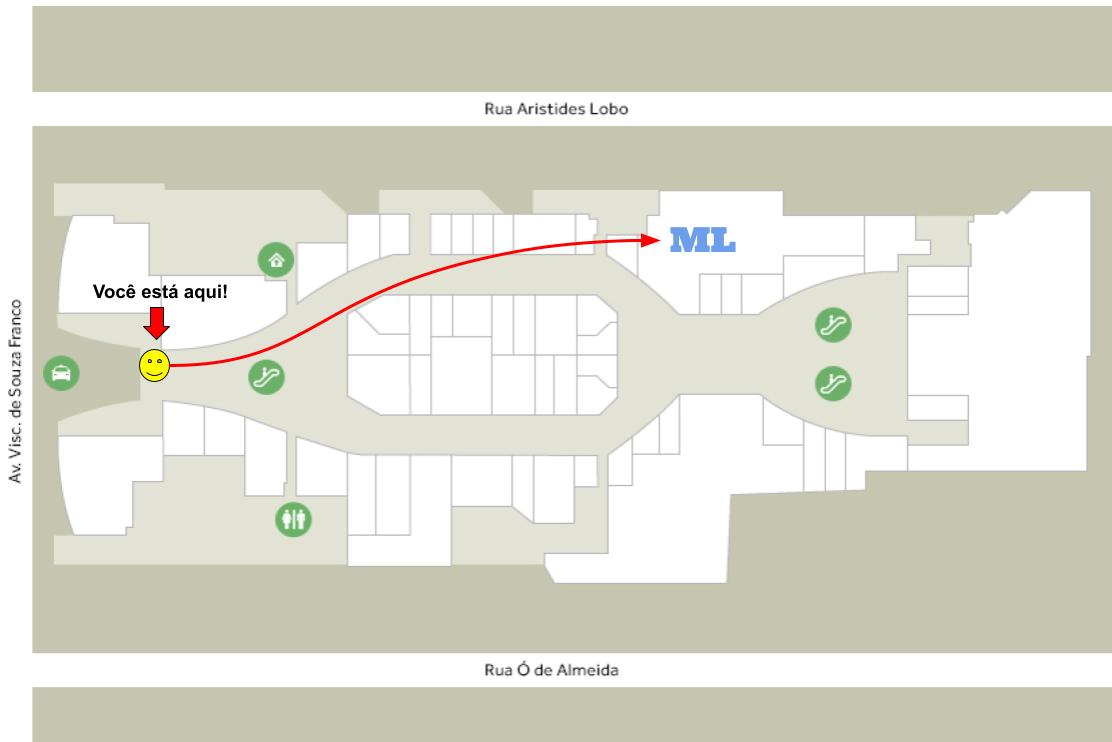 Rua Aristides Lobo
ML
Você está aqui!
Av. Visc. de Souza Franco
Rua Ó de Almeida